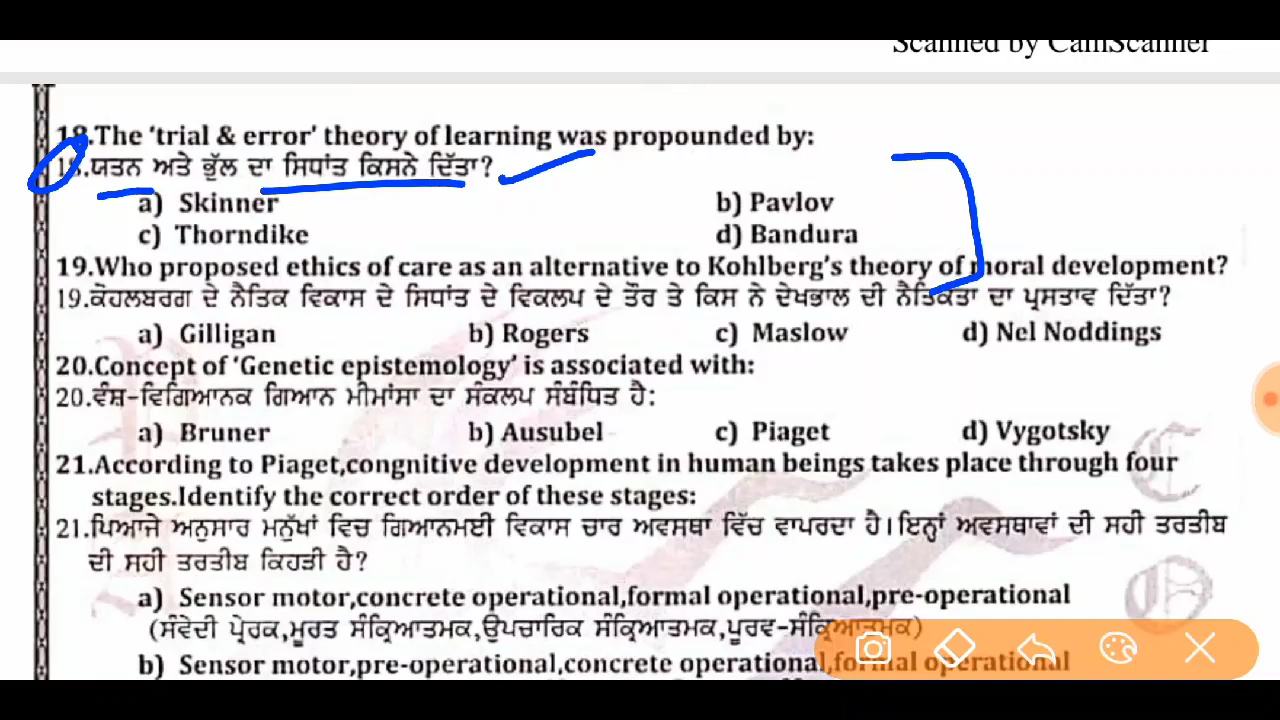 Scanned by CamScanner
18.The 'trial & error' theory of learning was propounded by:
18.ਯਤਨ ਅਤੇ ਭੁੱਲ ਦਾ ਸਿਧਾਂਤ ਕਿਸਨੇ ਦਿੱਤਾ?
a) Skinner b) Pavlov
c) Thorndike d) Bandura
19.Who proposed ethics of care as an alternative to Kohlberg's theory of moral development?
19.ਕੋਹਲਬਰਗ ਦੇ ਨੈਤਿਕ ਵਿਕਾਸ ਦੇ ਸਿਧਾਂਤ ਦੇ ਵਿਕਲਪ ਦੇ ਤੌਰ ਤੇ ਕਿਸ ਨੇ ਦੇਖਭਾਲ ਦੀ ਨੈਤਿਕਤਾ ਦਾ ਪ੍ਰਸਤਾਵ ਦਿੱਤਾ?
a) Gilligan b) Rogers c) Maslow d) Nel Noddings
20.Concept of 'Genetic epistemology' is associated with:
20.ਵੰਸ਼-ਵਿਗਿਆਨਕ ਗਿਆਨ ਮੀਮਾਂਸਾ ਦਾ ਸੰਕਲਪ ਸੰਬੰਧਿਤ ਹੈ:
a) Bruner b) Ausubel c) Piaget d) Vygotsky
21.According to Piaget,congnitive development in human beings takes place through four
stages.Identify the correct order of these stages:
21.ਪਿਆਜੇ ਅਨੁਸਾਰ ਮਨੁੱਖਾਂ ਵਿਚ ਗਿਆਨਮਈ ਵਿਕਾਸ ਚਾਰ ਅਵਸਥਾ ਵਿੱਚ ਵਾਪਰਦਾ ਹੈ।ਇਨ੍ਹਾਂ ਅਵਸਥਾਵਾਂ ਦੀ ਸਹੀ ਤਰਤੀਬ
ਦੀ ਸਹੀ ਤਰਤੀਬ ਕਿਹੜੀ ਹੈ?
a) Sensor motor,concrete operational,formal operational,pre-operational
(ਸੰਵੇਦੀ ਪ੍ਰੇਰਕ,ਮੂਰਤ ਸੰਕ੍ਰਿਆਤਮਕ,ਉਪਚਾਰਿਕ ਸੰਕ੍ਰਿਆਤਮਕ,ਪੂਰਵ-ਸੰਕ੍ਰਿਆਤਮਕ)
b) Sensor motor,pre-operational,concrete operational,formal operational